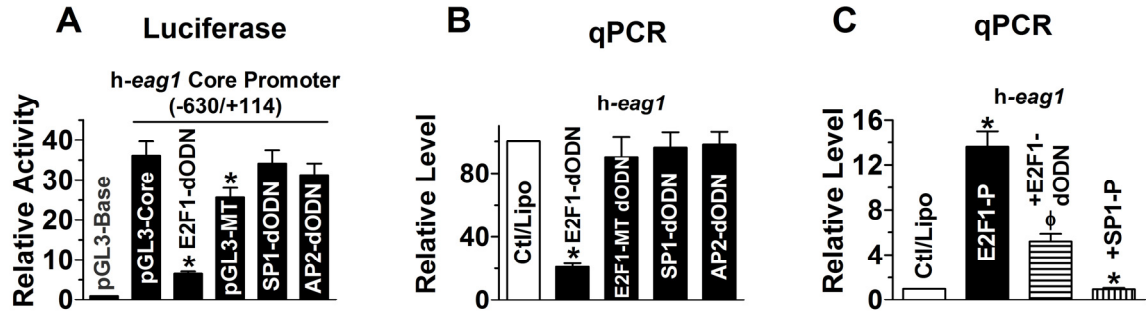 A
Luciferase
h-eag1 Core Promoter
(-630/+114)
Relative Activity
40
30
20
10
0
pGL3-Base
pGL3-Core
* E2F1-dODN
pGL3-MT
*
SP1-dODN
AP2-dODN
B
qPCR
h-eag1
Relative Level
80
40
0
Ctl/Lipo
* E2F1-dODN
E2F1-MT dODN
SP1-dODN
AP2-dODN
C
qPCR
h-eag1
Relative Level
16
12
8
4
0
Ctl/Lipo
*
E2F1-P
+E2F1-
dODN
ϕ
* +SP1-P